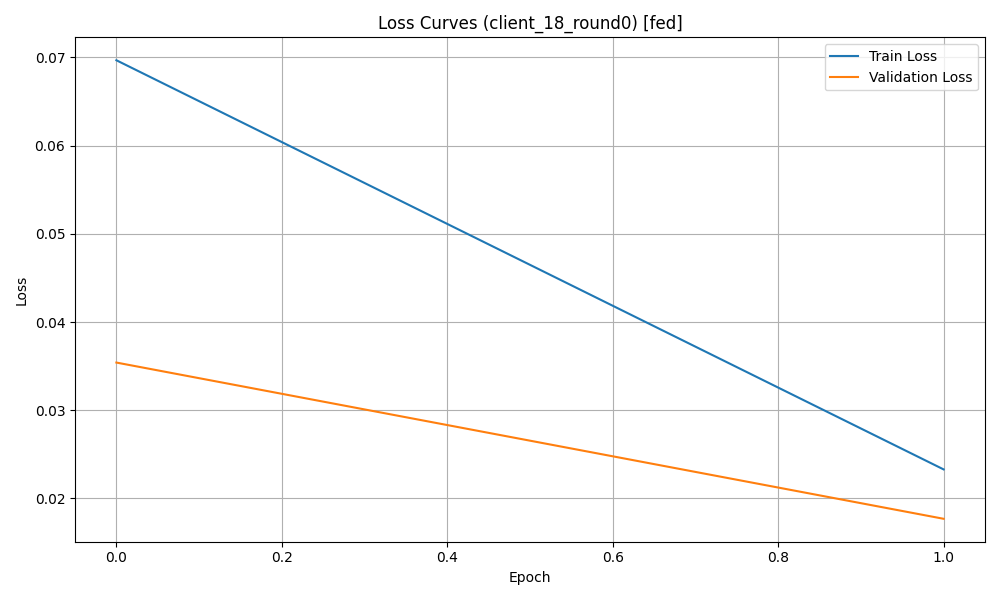 Loss Curves (client_18_round0) [fed]
Train Loss
Validation Loss
0.07
0.06
0.05
0.04
0.03
0.02
Loss
0.0 0.2 0.4 0.6 0.8 1.0
Epoch